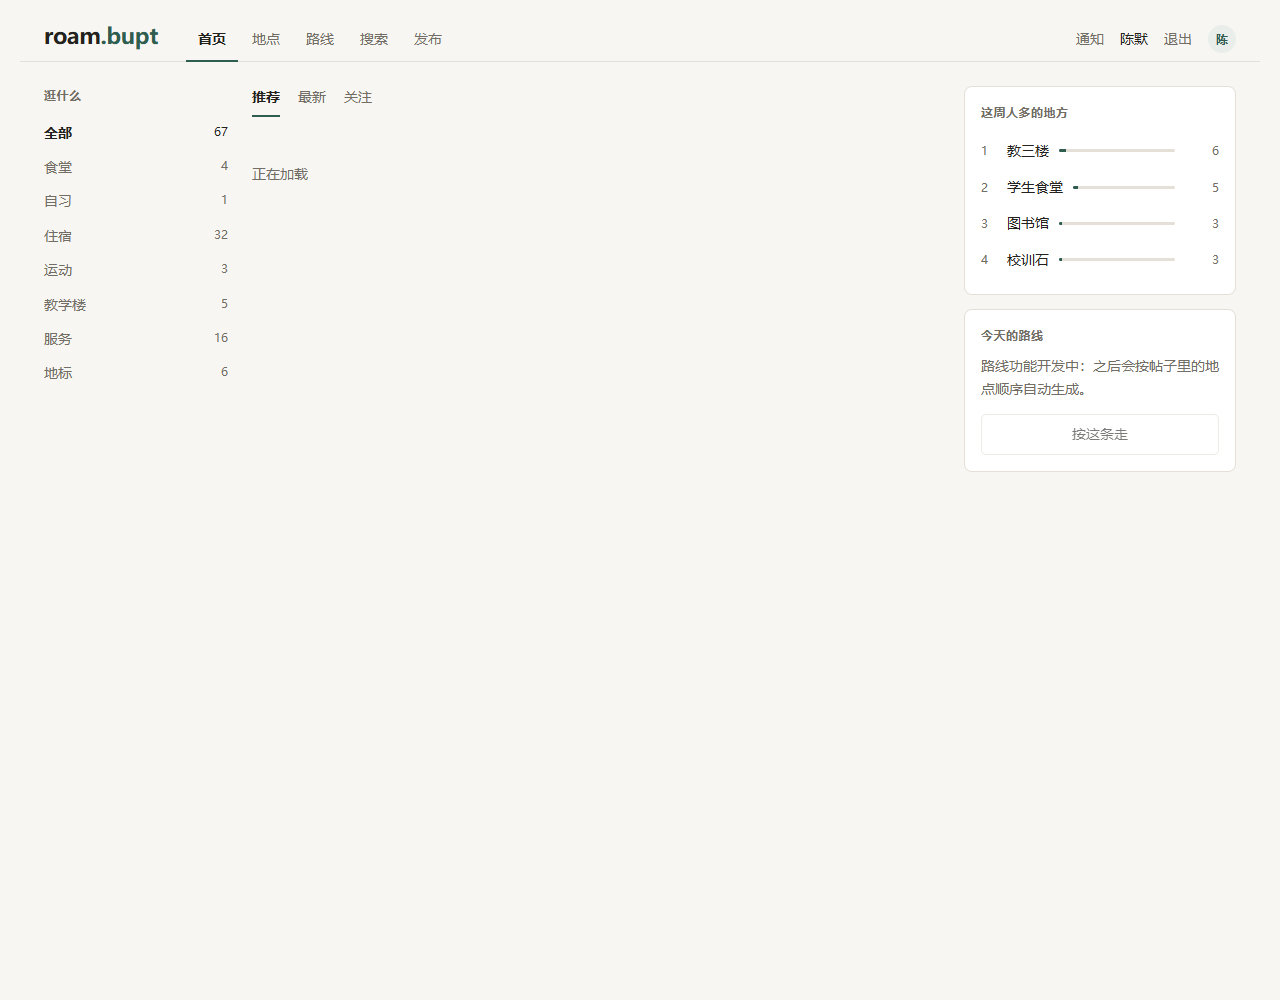 roam.bupt 首页 地点 路线 搜索 发布 通知 陈默 退出 陈
逛什么
全部 67
食堂 4
自习 1
住宿 32
运动 3
教学楼 5
服务 16
地标 6
推荐 最新 关注
正在加载
这周人多的地方
1 教三楼 6
2 学生食堂 5
3 图书馆 3
4 校训石 3
今天的路线
路线功能开发中：之后会按帖子里的地
点顺序自动生成。
按这条走